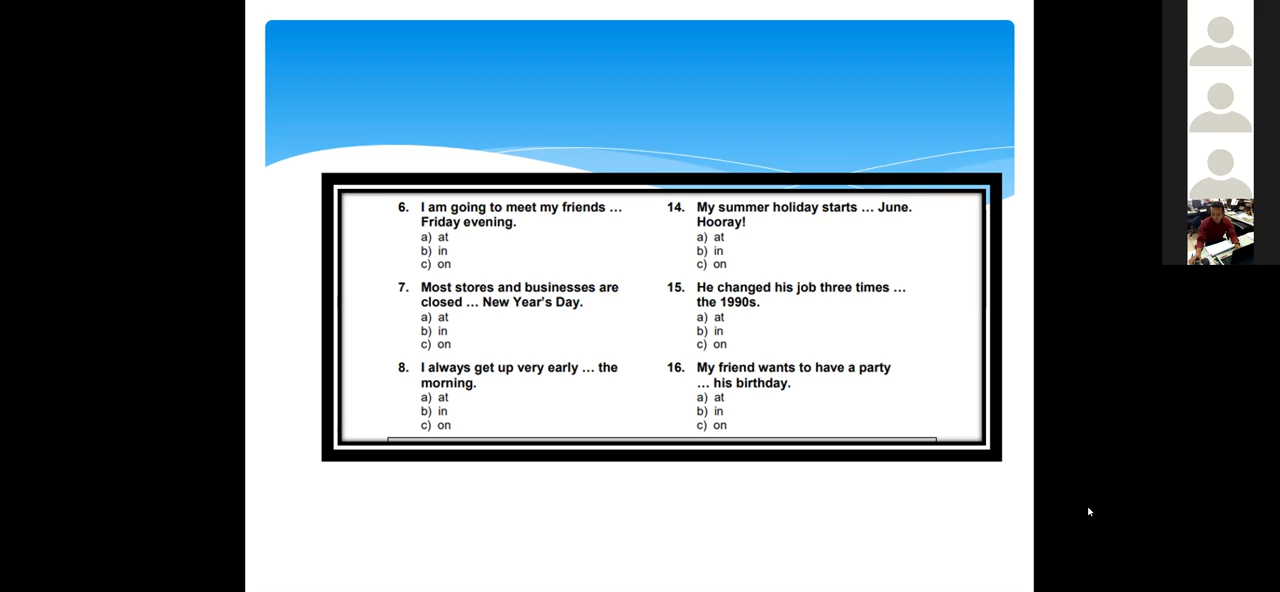 6. I am going to meet my friends …
Friday evening.
a) at
b) in
c) on
7. Most stores and businesses are
closed … New Year’s Day.
a) at
b) in
c) on
8. I always get up very early … the
morning.
a) at
b) in
c) on
14. My summer holiday starts … June.
Hooray!
a) at
b) in
c) on
15. He changed his job three times …
the 1990s.
a) at
b) in
c) on
16. My friend wants to have a party
… his birthday.
a) at
b) in
c) on